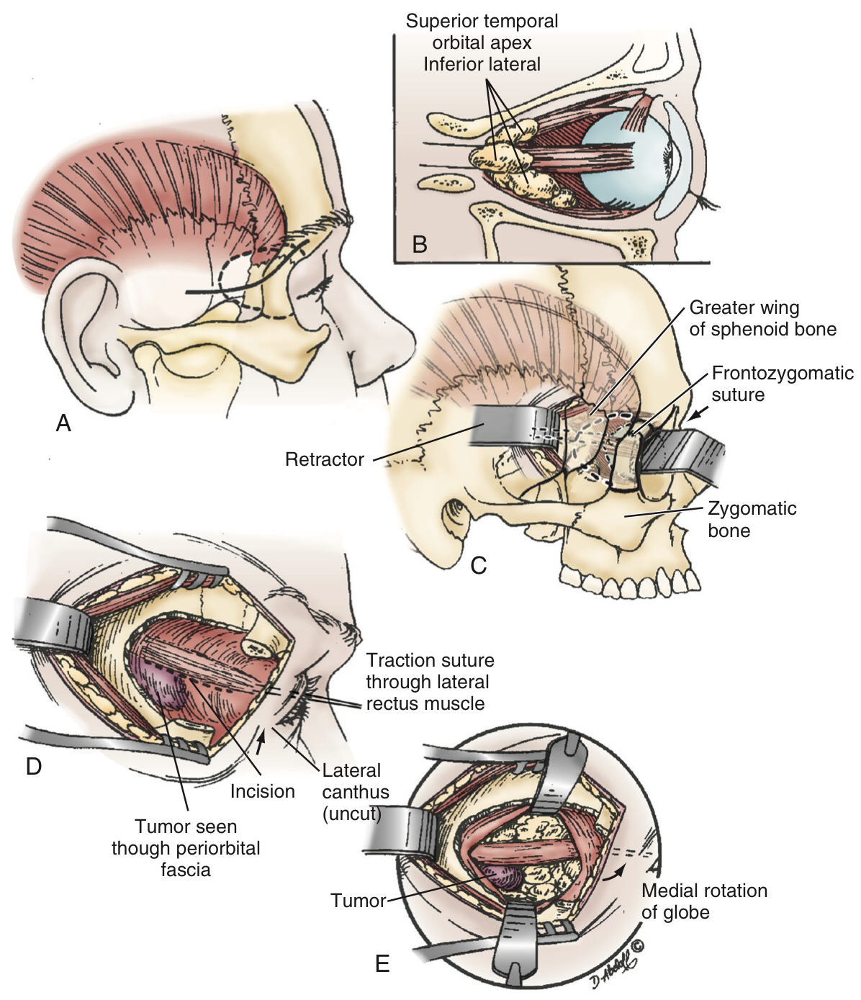 Superior temporal
orbital apex
Inferior lateral
B
A
Greater wing
of sphenoid bone
Frontozygomatic
suture
Retractor
Zygomatic
bone
C
Traction suture
through lateral
rectus muscle
D
Lateral
canthus
(uncut)
Incision
Tumor seen
though periorbital
fascia
Tumor
Medial rotation
of globe
E
©